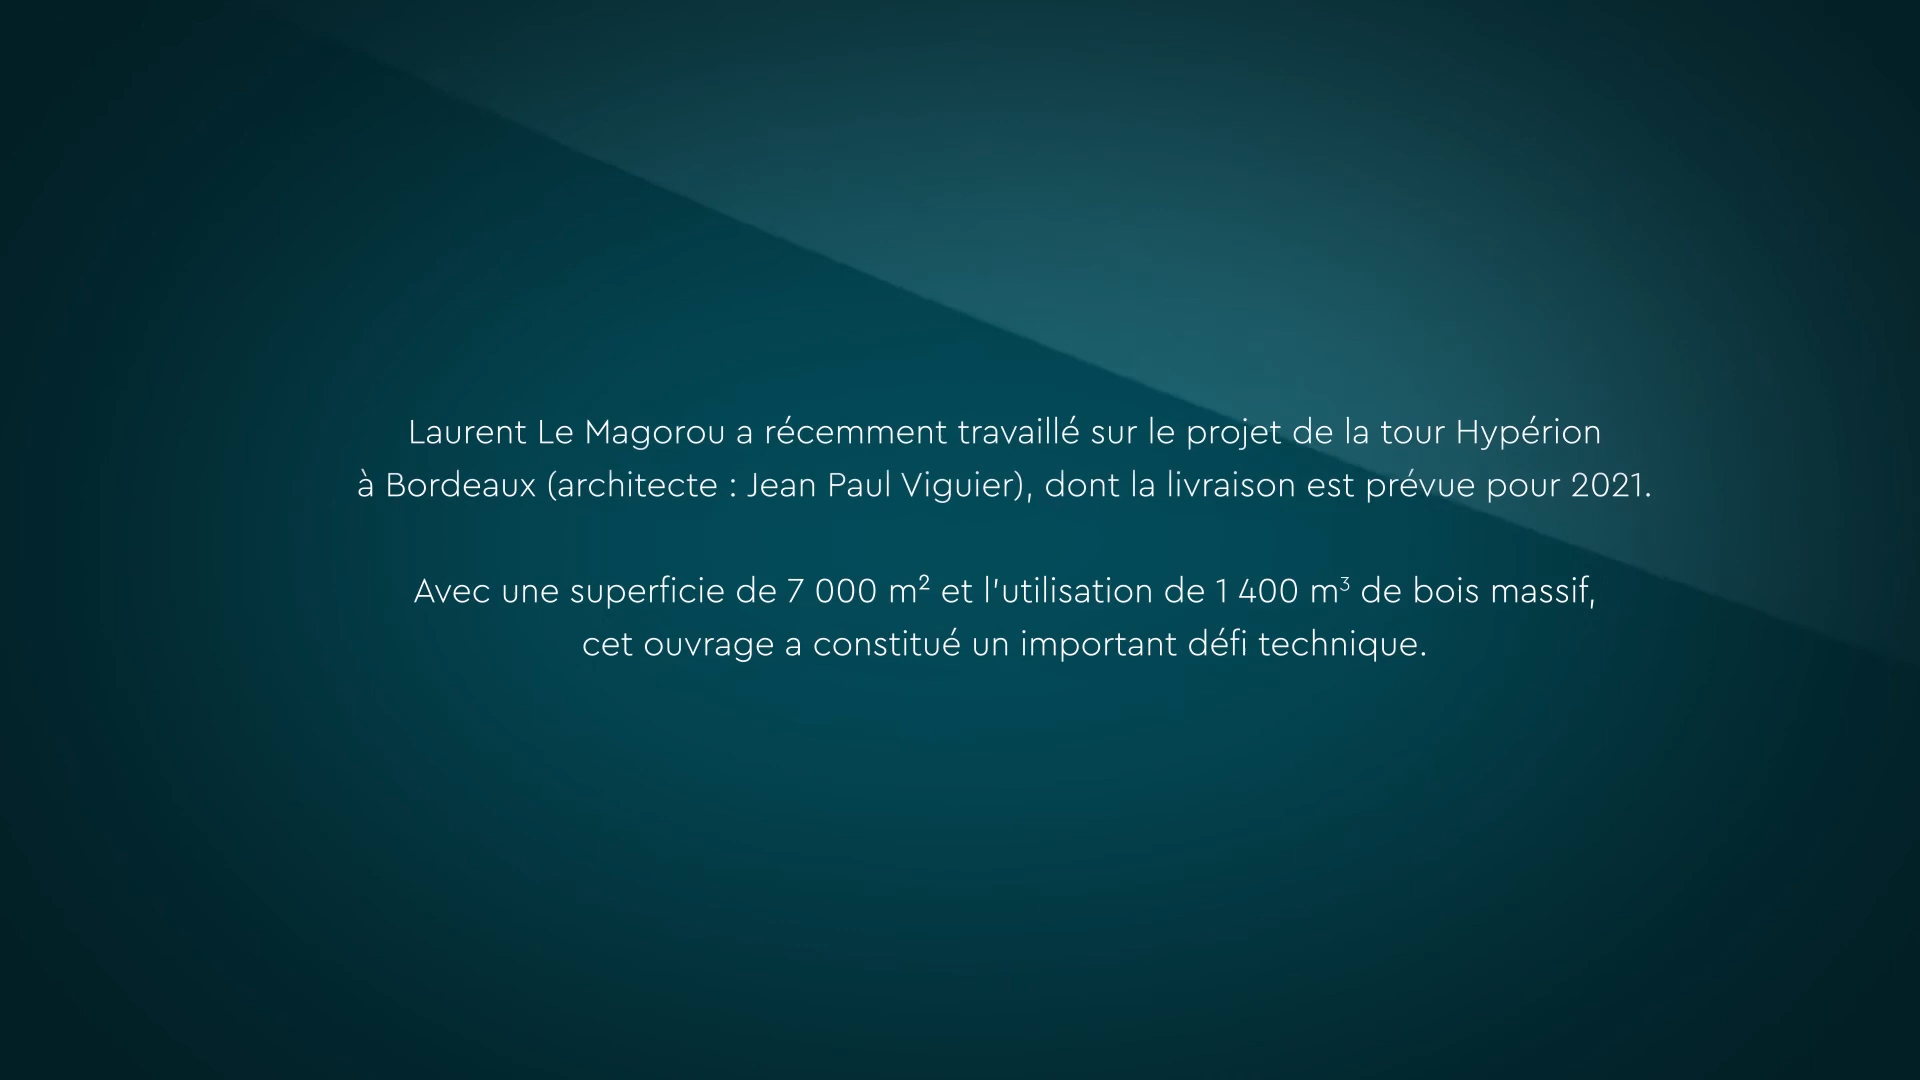 Laurent Le Magorou a récemment travaillé sur le projet de la tour Hypérion
à Bordeaux (architecte : Jean Paul Viguier), dont la livraison est prévue pour 2021.
Avec une superficie de 7 000 m² et l'utilisation de 1 400 m³ de bois massif,
cet ouvrage a constitué un important défi technique.